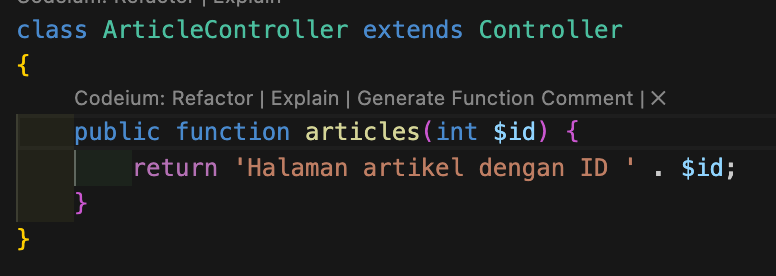 Codeium: Refactor | Explain
class ArticleController extends Controller
{
Codeium: Refactor | Explain | Generate Function Comment | ✕
public function articles(int $id) {
return 'Halaman artikel dengan ID ' . $id;
}
}